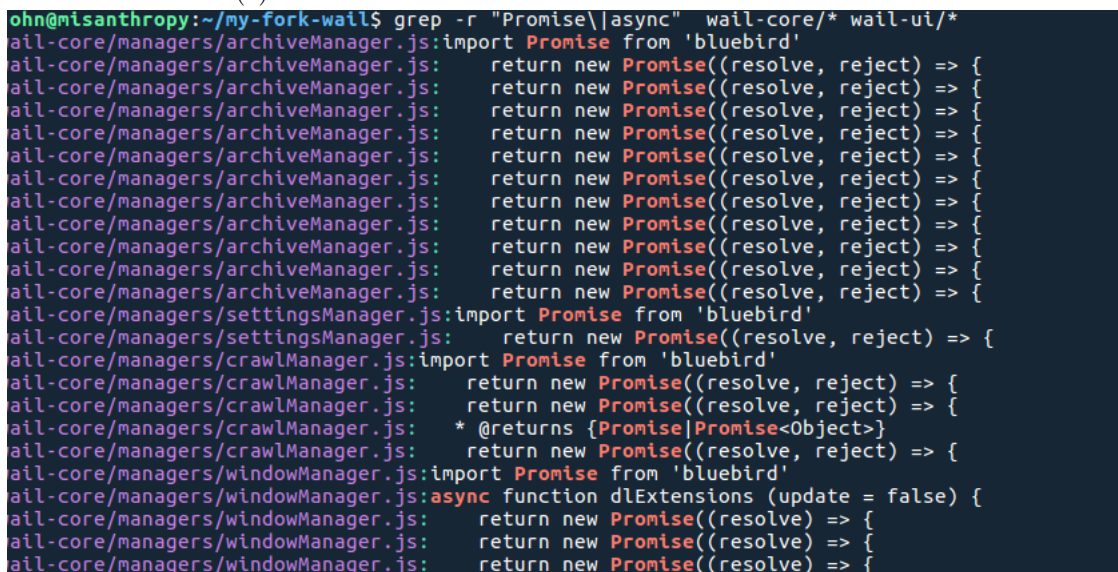 ohn@misanthropy:~/my-fork-wail$ grep -r "Promise\|async"  wail-core/* wail-ui/*
ail-core/managers/archiveManager.js:import Promise from 'bluebird'
ail-core/managers/archiveManager.js:    return new Promise((resolve, reject) => {
ail-core/managers/archiveManager.js:    return new Promise((resolve, reject) => {
ail-core/managers/archiveManager.js:    return new Promise((resolve, reject) => {
ail-core/managers/archiveManager.js:    return new Promise((resolve, reject) => {
ail-core/managers/archiveManager.js:    return new Promise((resolve, reject) => {
ail-core/managers/archiveManager.js:    return new Promise((resolve, reject) => {
ail-core/managers/archiveManager.js:    return new Promise((resolve, reject) => {
ail-core/managers/archiveManager.js:    return new Promise((resolve, reject) => {
ail-core/managers/archiveManager.js:    return new Promise((resolve, reject) => {
ail-core/managers/archiveManager.js:    return new Promise((resolve, reject) => {
ail-core/managers/archiveManager.js:    return new Promise((resolve, reject) => {
ail-core/managers/settingsManager.js:import Promise from 'bluebird'
ail-core/managers/settingsManager.js:    return new Promise((resolve, reject) => {
ail-core/managers/crawlManager.js:import Promise from 'bluebird'
ail-core/managers/crawlManager.js:    return new Promise((resolve, reject) => {
ail-core/managers/crawlManager.js:    return new Promise((resolve, reject) => {
ail-core/managers/crawlManager.js:   * @returns {Promise|Promise<Object>}
ail-core/managers/crawlManager.js:    return new Promise((resolve, reject) => {
ail-core/managers/windowManager.js:import Promise from 'bluebird'
ail-core/managers/windowManager.js:async function dlExtensions (update = false) {
ail-core/managers/windowManager.js:    return new Promise((resolve) => {
ail-core/managers/windowManager.js:    return new Promise((resolve) => {
ail-core/managers/windowManager.js:    return new Promise((resolve) => {